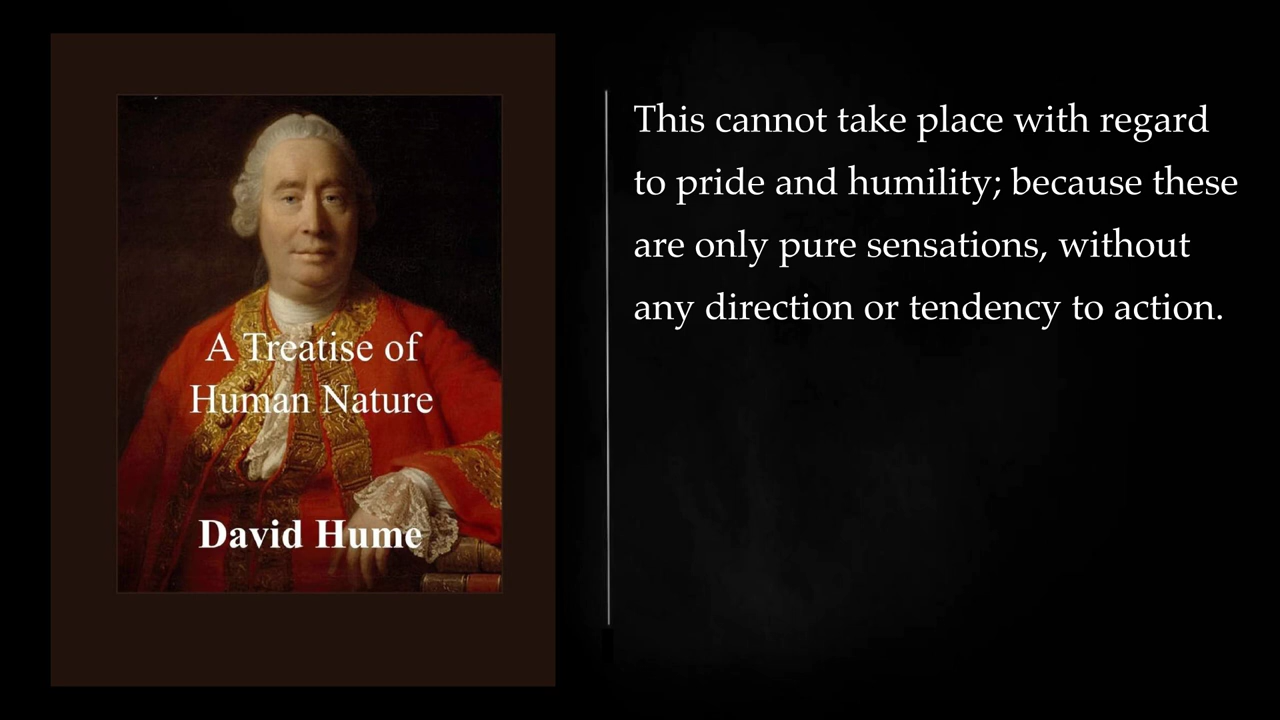 A Treatise of
Human Nature
David Hume
This cannot take place with regard
to pride and humility; because these
are only pure sensations, without
any direction or tendency to action.